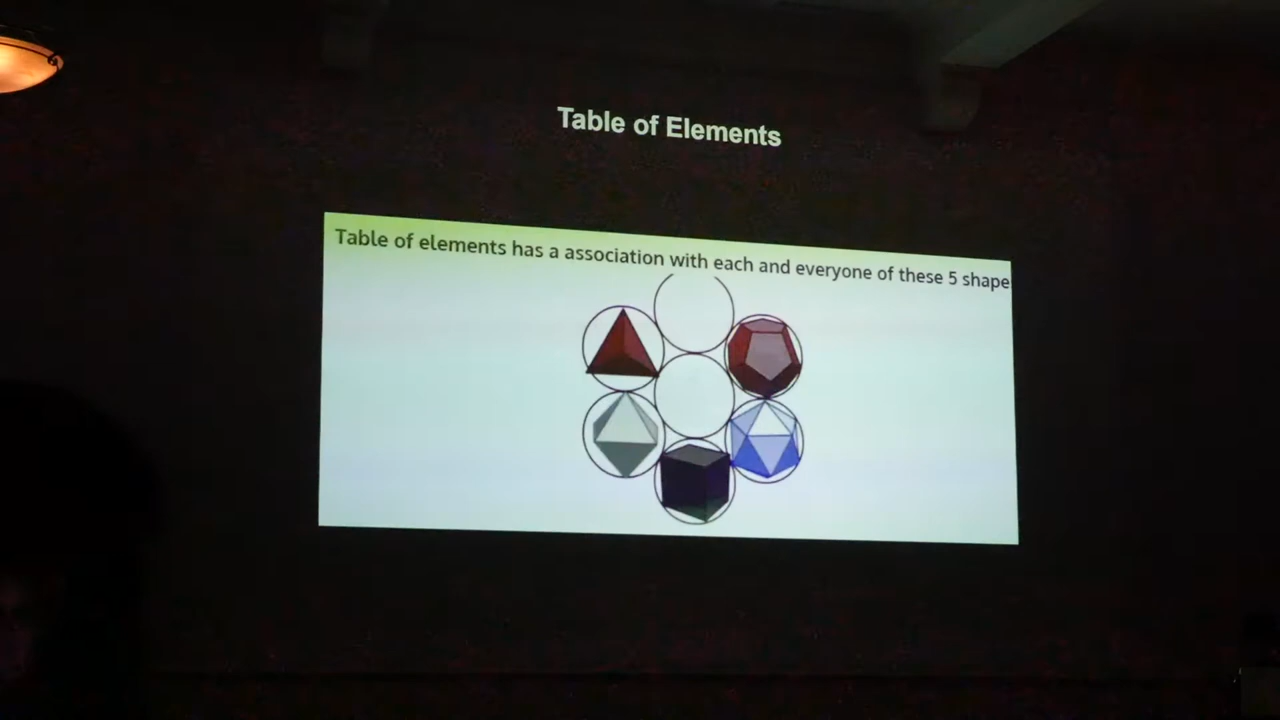 Table of Elements
Table of elements has a association with each and everyone of these 5 shape